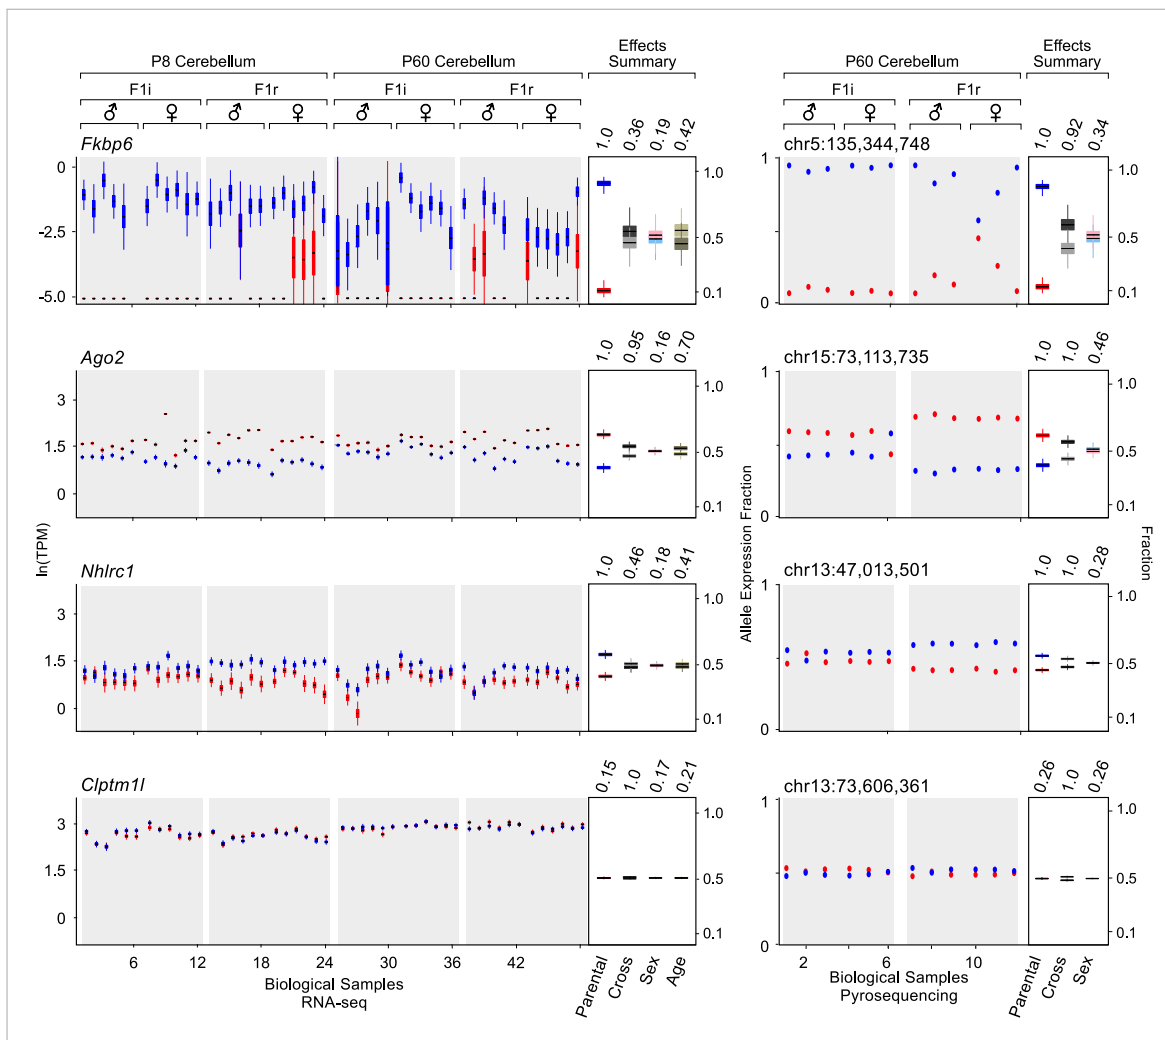 P8 Cerebellum
P60 Cerebellum
Effects
Summary
P60 Cerebellum
Effects
Summary
F1i
F1r
F1i
F1r
F1i
F1r
♂ ♀ ♂ ♀ ♂ ♀ ♂ ♀ ♂ ♀ ♂ ♀
Fkbp6
1.0 0.36 0.19 0.42
chr5:135,344,748
1.0 0.92 0.34
0
-2.5
-5.0
1.0
0.5
0.1
1
0
1.0
0.5
0.1
Ago2
1.0 0.95 0.16 0.70
chr15:73,113,735
1.0 1.0 0.46
3
1.5
0
1.0
0.5
0.1
1
0
1.0
0.5
0.1
ln(TPM)
Allele Expression Fraction
Fraction
Nhlrc1
1.0 0.46 0.18 0.41
chr13:47,013,501
1.0 1.0 0.28
3
1.5
0
1.0
0.5
0.1
1
0
1.0
0.5
0.1
Clptm1l
0.15 1.0 0.17 0.21
chr13:73,606,361
0.26 1.0 0.26
3
1.5
0
1.0
0.5
0.1
1
0
1.0
0.5
0.1
6 12 18 24 30 36 42
Parental Cross Sex Age
2 6 10
Parental Cross Sex
Biological Samples
RNA-seq
Biological Samples
Pyrosequencing